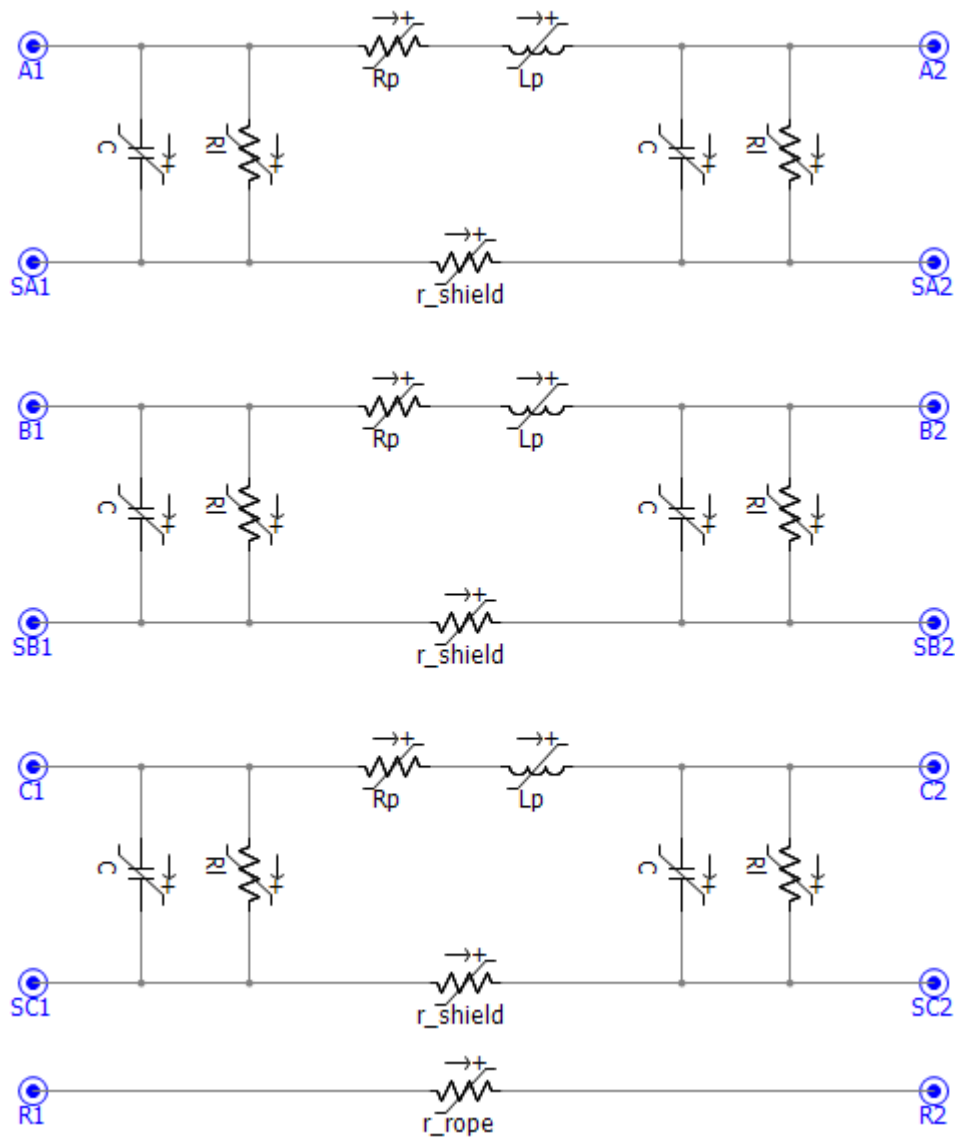 A1
Rp
Lp
A2
C
Rl
C
Rl
SA1
r_shield
SA2
B1
Rp
Lp
B2
C
Rl
C
Rl
SB1
r_shield
SB2
C1
Rp
Lp
C2
C
Rl
C
Rl
SC1
r_shield
SC2
R1
r_rope
R2